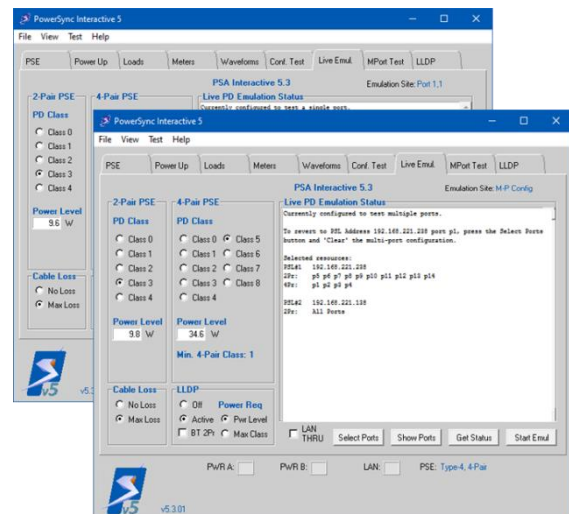 PowerSync Interactive 5
File View Test Help
PSE Power Up Loads Meters Waveforms Conf. Test Live Emul MPort Test LLDP
PSA Interactive 5.3 Emulation Site: Port 1,1
2-Pair PSE 4-Pair PSE Live PD Emulation Status
Currently configured to test a single port.
PD Class
Class 0
Class 1
Class 2
Class 3
Class 4
Power Level
9.6 W
Cable Loss
No Loss
Max Loss
v5
PowerSync Interactive 5
File View Test Help
PSE Power Up Loads Meters Waveforms Conf. Test Live Emul MPort Test LLDP
PSA Interactive 5.3 Emulation Site: M-P Config
2-Pair PSE 4-Pair PSE Live PD Emulation Status
PD Class PD Class
Class 0 Class 0 Class 5
Class 1 Class 1 Class 6
Class 2 Class 2 Class 7
Class 3 Class 3 Class 8
Class 4 Class 4
Power Level Power Level
9.8 W 34.6 W
Min. 4-Pair Class: 1
Currently configured to test multiple ports.
To revert to PSL Address 192.168.221.238 port p1, press the Select Ports
button and 'Clear' the multi-port configuration.
Selected resources:
PSL#1 192.168.221.238
2Pr: p5 p6 p7 p8 p9 p10 p11 p12 p13 p14
4Pr: p1 p2 p3 p4
PSL#2 192.168.221.138
2Pr: All Ports
Cable Loss LLDP
No Loss Off Power Req
Max Loss Active Pwr Level
BT 2Pr Max Class
LAN THRU Select Ports Show Ports Get Status Start Emul
PWR A: PWR B: LAN: PSE: Type-4, 4-Pair
v5 v5.3.01